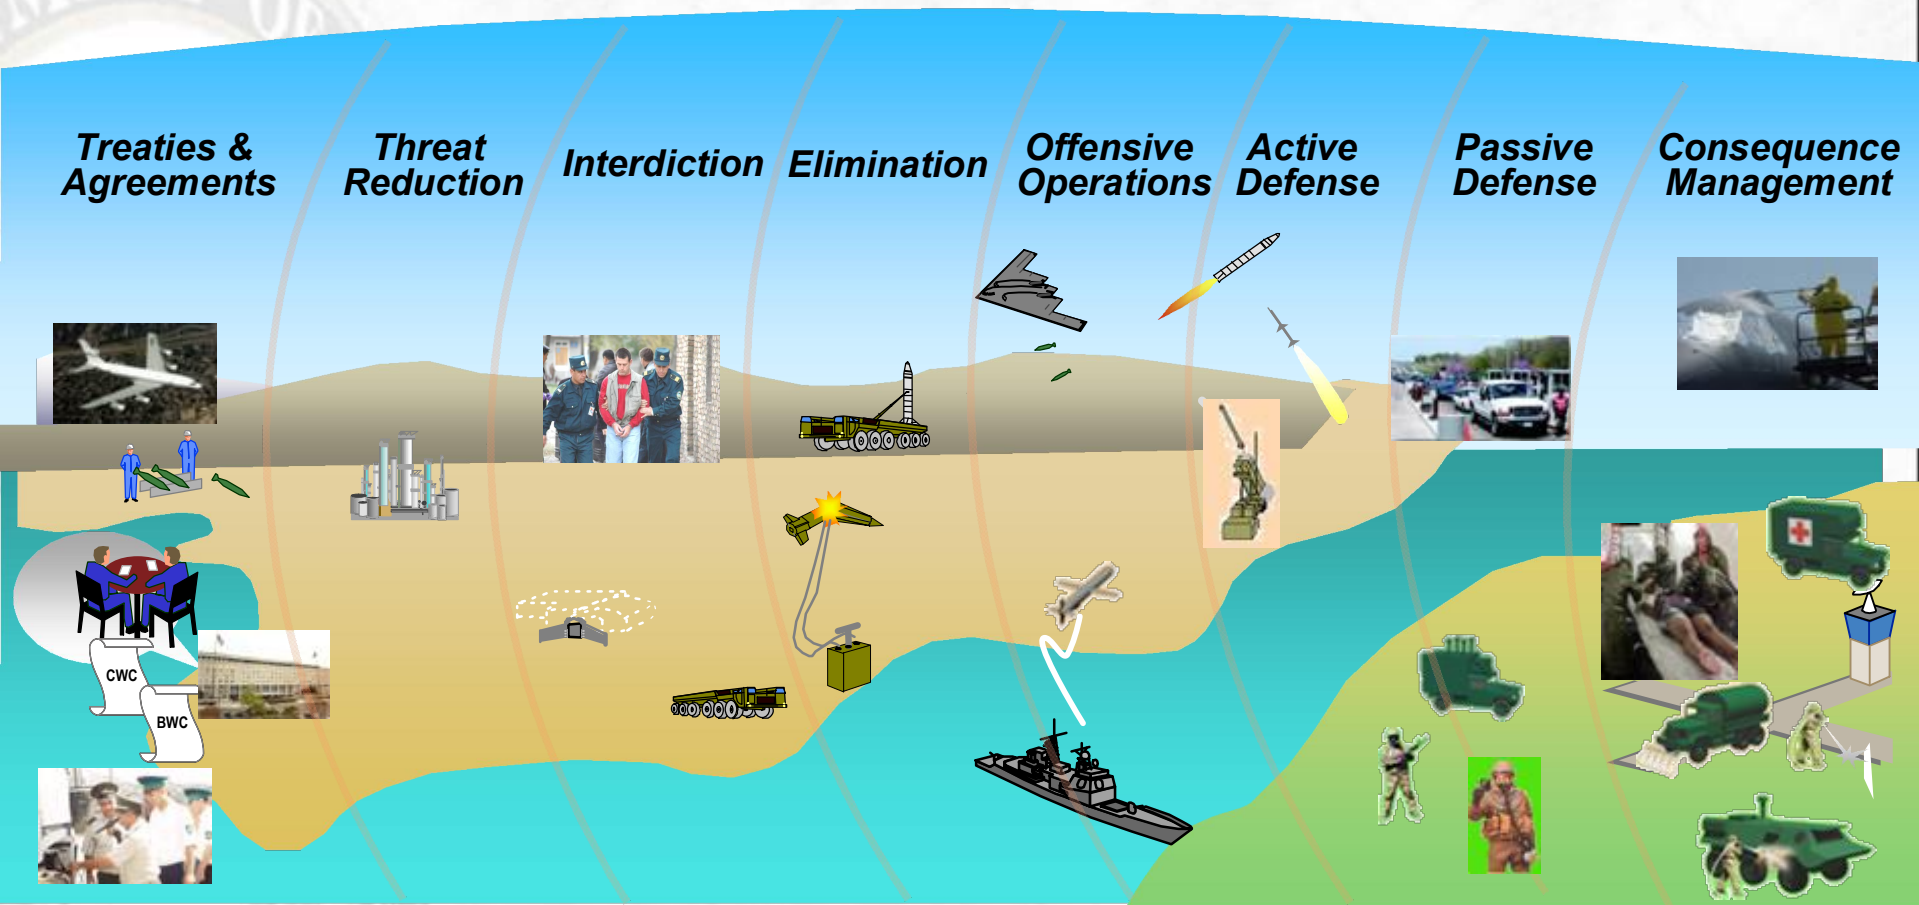 Treaties &
Agreements
Threat
Reduction
Interdiction
Elimination
Offensive
Operations
Active
Defense
Passive
Defense
Consequence
Management
CWC
BWC